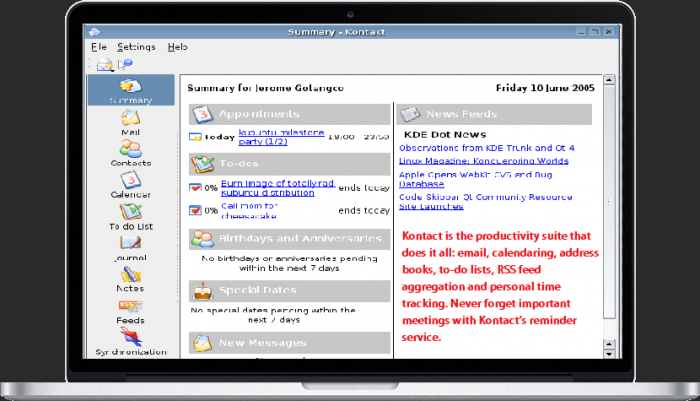 Summary - Kontact
File Settings Help
Summary
Mail
Contacts
Calendar
To do List
Journal
Notes
Feeds
Synchronization
Summary for Jerome Gotangco
Friday 10 June 2005
Appointments
Today kubuntu milestone 18:00 - 23:50
party (1/2)
To-dos
0% Burn image of totally rad ends today
Kubuntu distribution
0% Call mom for ends today
cheesecake
Birthdays and Anniversaries
No birthdays or anniversaries pending
within the next 7 days
Special Dates
No special dates pending within the
next 7 days
New Messages
News Feeds
KDE Dot News
Observations from KDE Trunk and Qt 4
Linux Magazine: Konqueroring Worlds
Apple Opens WebKit CVS and Bug
Database
Code Skipper Qt Community Resource
Site Launches
Kontact is the productivity suite that
does it all: email, calendaring, address
books, to-do lists, RSS feed
aggregation and personal time
tracking. Never forget important
meetings with Kontact's reminder
service.